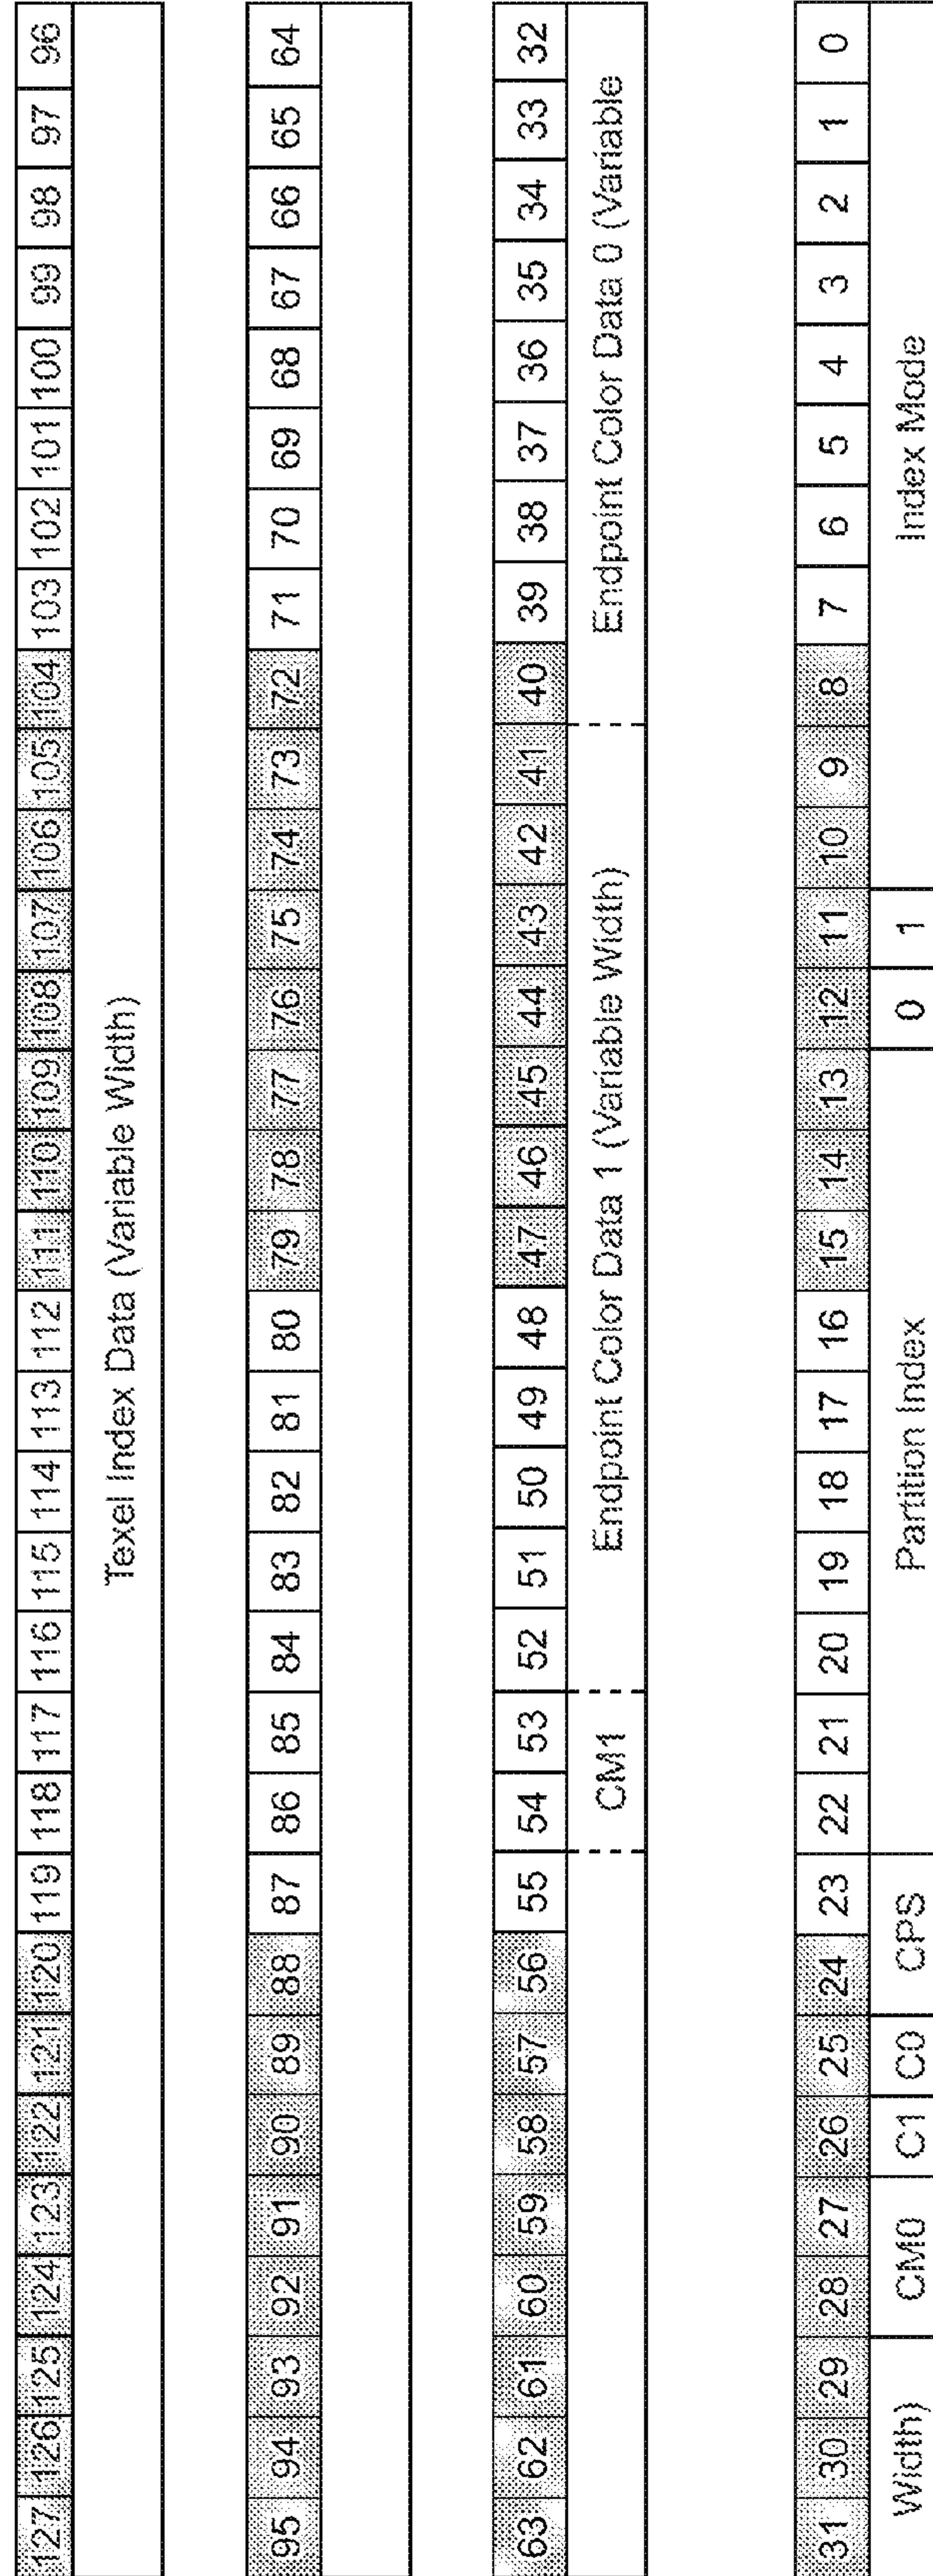 127 126 125 124 123 122 121 120 119 118 117 116 115 114 113 112 111 110 109 108 107 106 105 104 103 102 101 100 99 98 97 96
Texel Index Data (Variable Width)
95 94 93 92 91 90 89 88 87 86 85 84 83 82 81 80 79 78 77 76 75 74 73 72 71 70 69 68 67 66 65 64
63 62 61 60 59 58 57 56 55 54 53 52 51 50 49 48 47 46 45 44 43 42 41 40 39 38 37 36 35 34 33 32
CM1 Endpoint Color Data 1 (Variable Width) Endpoint Color Data 0 (Variable
31 30 29 28 27 26 25 24 23 22 21 20 19 18 17 16 15 14 13 12 11 10 9 8 7 6 5 4 3 2 1 0
Width) CM0 C1 C0 CPS Partition Index 0 1 Index Mode